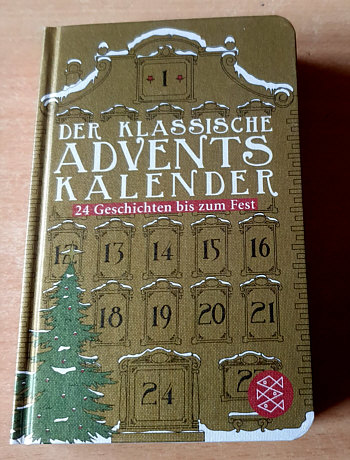 1
DER KLASSISCHE
ADVENTS
KALENDER
24 Geschichten bis zum Fest
12 13 14 15 16
18 19 20 21
24 23